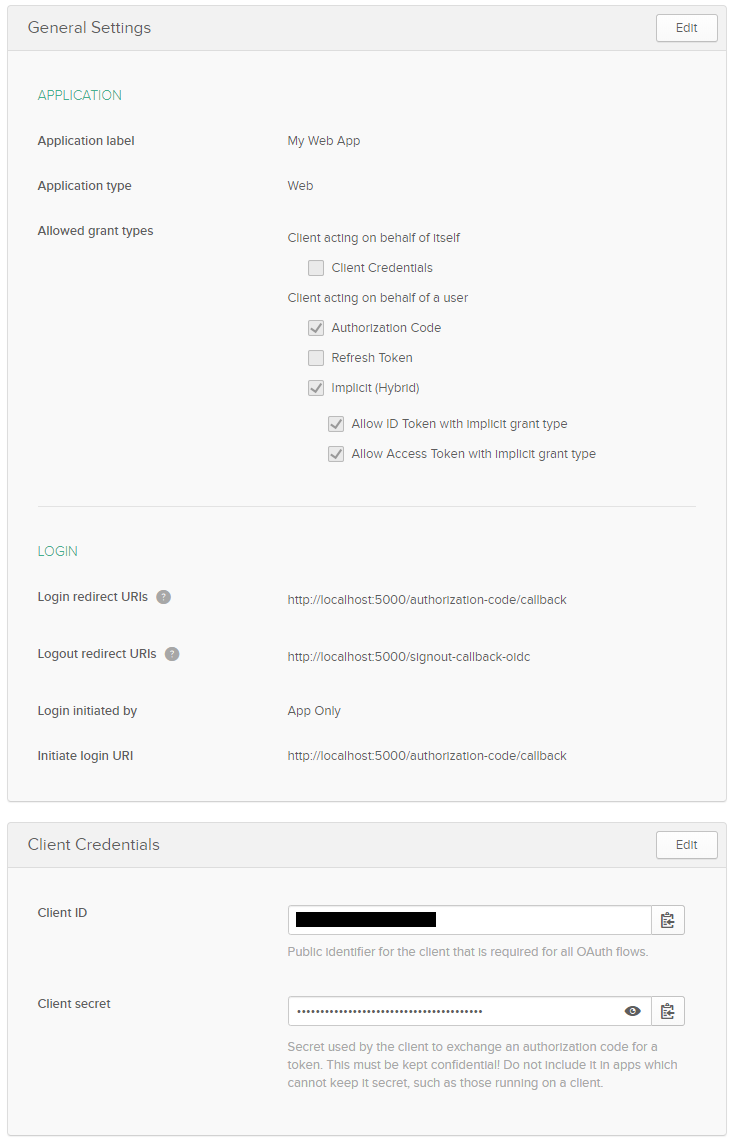 General Settings
Edit
APPLICATION
Application label
My Web App
Application type
Web
Allowed grant types
Client acting on behalf of itself
Client Credentials
Client acting on behalf of a user
Authorization Code
Refresh Token
Implicit (Hybrid)
Allow ID Token with implicit grant type
Allow Access Token with implicit grant type
LOGIN
Login redirect URIs ?
http://localhost:5000/authorization-code/callback
Logout redirect URIs ?
http://localhost:5000/signout-callback-oidc
Login initiated by
App Only
Initiate login URI
http://localhost:5000/authorization-code/callback
Client Credentials
Edit
Client ID
Public identifier for the client that is required for all OAuth flows.
Client secret
Secret used by the client to exchange an authorization code for a
token. This must be kept confidential! Do not include it in apps which
cannot keep it secret, such as those running on a client.